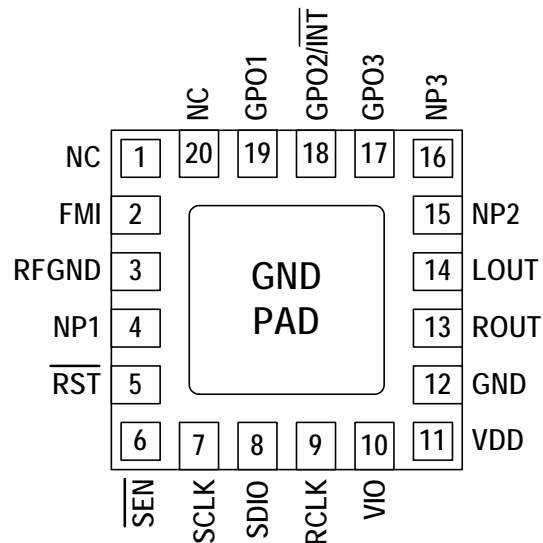 NC
GPO1
GPO2/INT
GPO3
NP3
NC 1 20 19 18 17 16
FMI 2 15 NP2
RFGND 3 14 LOUT
NP1 4 13 ROUT
RST 5 12 GND
6 7 8 9 10 11 VDD
GND
PAD
SEN
SCLK
SDIO
RCLK
VIO